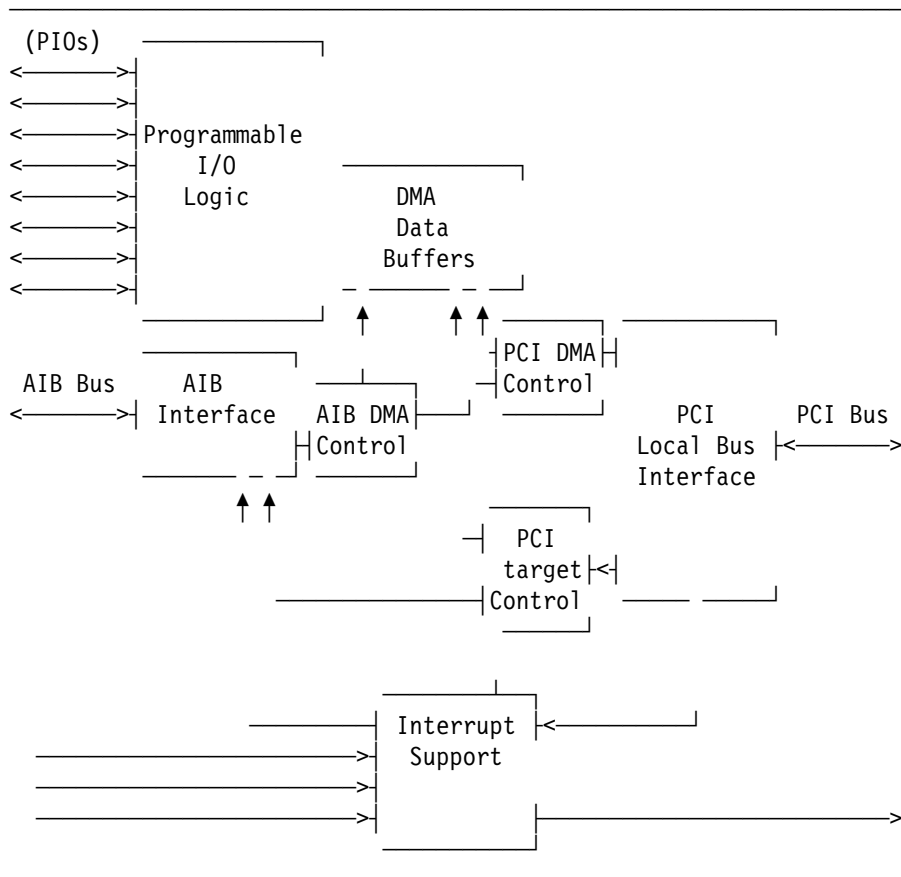 (PIOs)
Programmable
I/O
Logic
DMA
Data
Buffers
PCI DMA
Control
AIB Bus
AIB
Interface
AIB DMA
Control
PCI
Local Bus
Interface
PCI Bus
PCI
target
Control
Interrupt
Support